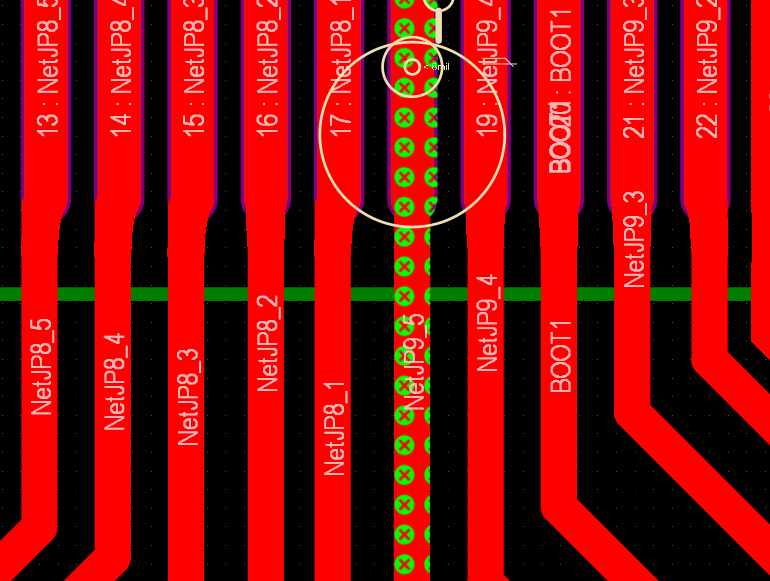 13 : NetJP8_5
14 : NetJP8_4
15 : NetJP8_3
16 : NetJP8_2
17 : NetJP8_1
19 : NetJP9_4
: BOOT1
21 : NetJP9_3
22 : NetJP9_2
NetJP8_5
NetJP8_4
NetJP8_3
NetJP8_2
NetJP8_1
NetJP9_5
NetJP9_4
BOOT1
NetJP9_3